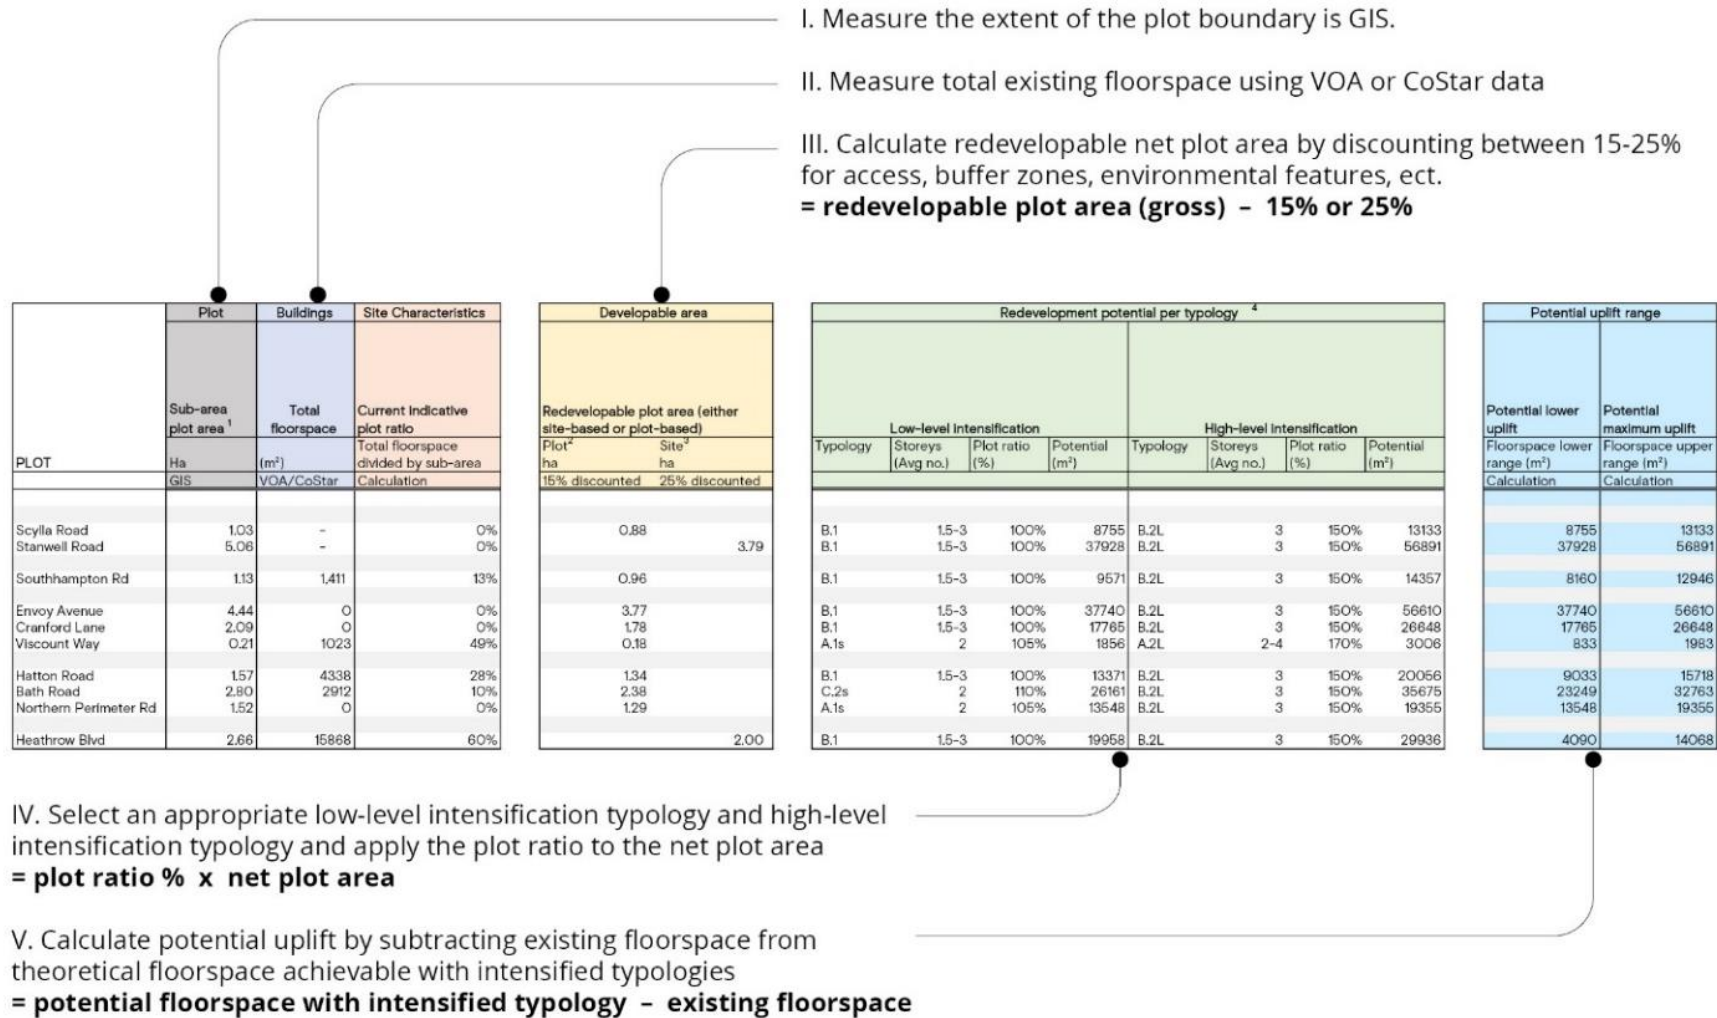 I. Measure the extent of the plot boundary is GIS.
II. Measure total existing floorspace using VOA or CoStar data
III. Calculate redevelopable net plot area by discounting between 15-25%
for access, buffer zones, environmental features, ect.
= redevelopable plot area (gross) – 15% or 25%
Plot Buildings Site Characteristics Developable area Redevelopment potential per typology 4 Potential uplift range
Sub-area Total Current indicative Redevelopable plot area (either Potential lower Potential
plot area 1 floorspace plot ratio site-based or plot-based) Low-level Intensification High-level Intensification uplift maximum uplift
Total floorspace Plot² Site³ Typology Storeys Plot ratio Potential Typology Storeys Plot ratio Potential Floorspace lower Floorspace upper
PLOT Ha (m²) divided by sub-area ha ha (Avg no.) (%) (m²) (Avg no.) (%) (m²) range (m²) range (m²)
GIS VOA/CoStar Calculation 15% discounted 25% discounted Calculation Calculation
Scylla Road 1.03 - 0% 0.88 B.1 1.5-3 100% 8755 B.2L 3 150% 13133 8755 13133
Stanwell Road 5.06 - 0% 3.79 B.1 1.5-3 100% 37928 B.2L 3 150% 56891 37928 56891
Southhampton Rd 1.13 1,411 13% 0.96 B.1 1.5-3 100% 9571 B.2L 3 150% 14357 8160 12946
Envoy Avenue 4.44 0 0% 3.77 B.1 1.5-3 100% 37740 B.2L 3 150% 56610 37740 56610
Cranford Lane 2.09 0 0% 1.78 B.1 1.5-3 100% 17765 B.2L 3 150% 26648 17765 26648
Viscount Way 0.21 1023 49% 0.18 A.1s 2 105% 1856 A.2L 2-4 170% 3006 833 1983
Hatton Road 1.57 4338 28% 1.34 B.1 1.5-3 100% 13371 B.2L 3 150% 20056 9033 15718
Bath Road 2.80 2912 10% 2.38 C.2s 2 110% 26161 B.2L 3 150% 35675 23249 32763
Northern Perimeter Rd 1.52 0 0% 1.29 A.1s 2 105% 13548 B.2L 3 150% 19355 13548 19355
Heathrow Blvd 2.66 15868 60% 2.00 B.1 1.5-3 100% 19958 B.2L 3 150% 29936 4090 14068
IV. Select an appropriate low-level intensification typology and high-level
intensification typology and apply the plot ratio to the net plot area
= plot ratio % x net plot area
V. Calculate potential uplift by subtracting existing floorspace from
theoretical floorspace achievable with intensified typologies
= potential floorspace with intensified typology – existing floorspace